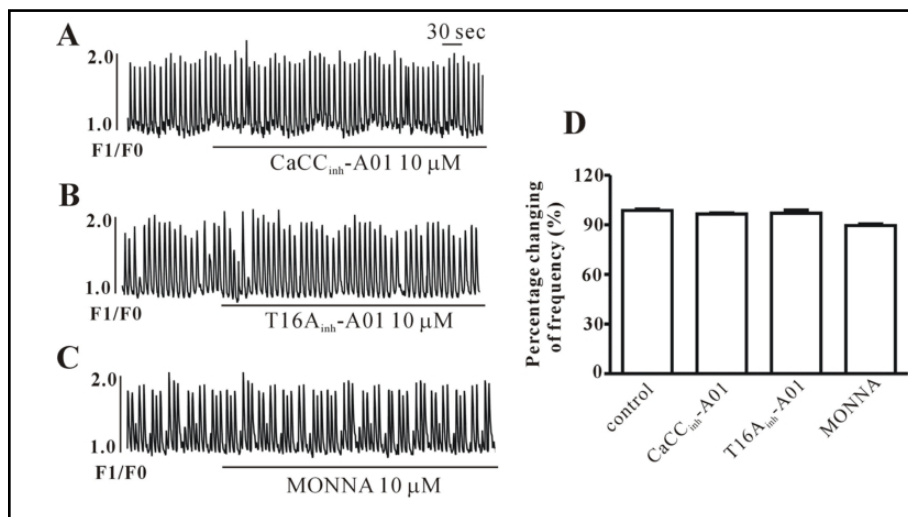 A
30 sec
2.0
1.0
F1/F0
CaCCinh-A01 10 µM
B
2.0
1.0
F1/F0
T16Ainh-A01 10 µM
C
2.0
1.0
F1/F0
MONNA 10 µM
D
Percentage changing
of frequency (%)
120
90
60
30
0
control
CaCCinh-A01
T16Ainh-A01
MONNA